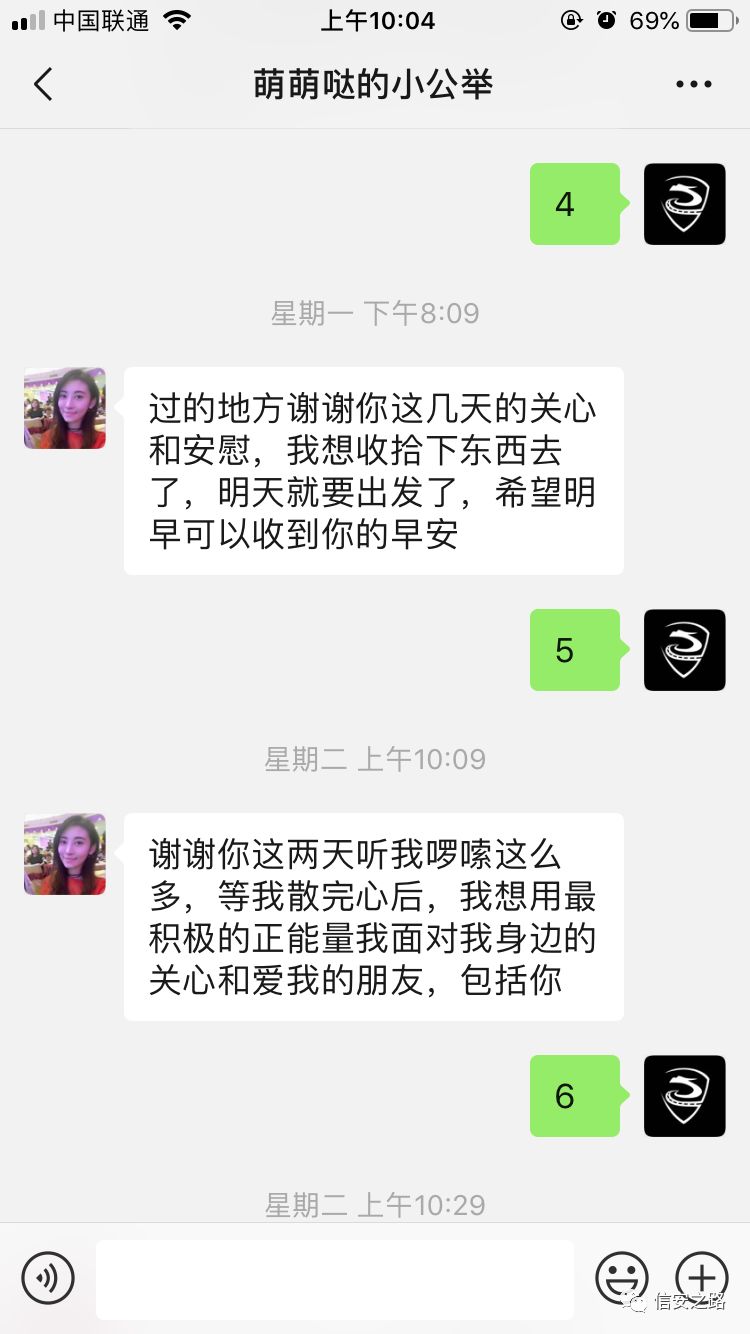 中国联通 上午10:04 69%
萌萌哒的小公举
4
星期一 下午8:09
过的地方谢谢你这几天的关心
和安慰，我想收拾下东西去
了，明天就要出发了，希望明
早可以收到你的早安
5
星期二 上午10:09
谢谢你这两天听我啰嗦这么
多，等我散完心后，我想用最
积极的正能量我面对我身边的
关心和爱我的朋友，包括你
6
星期二 上午10:29
信安之路